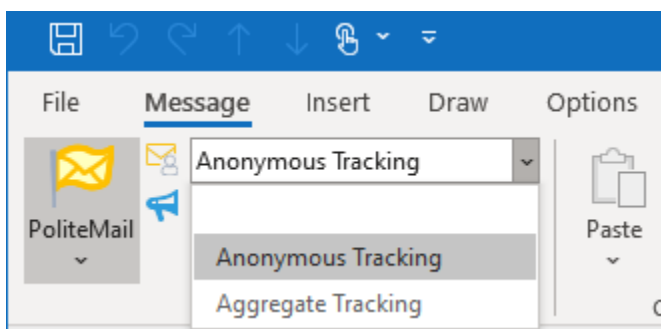 File Message Insert Draw Options
Anonymous Tracking
PoliteMail
Paste
Anonymous Tracking
Aggregate Tracking